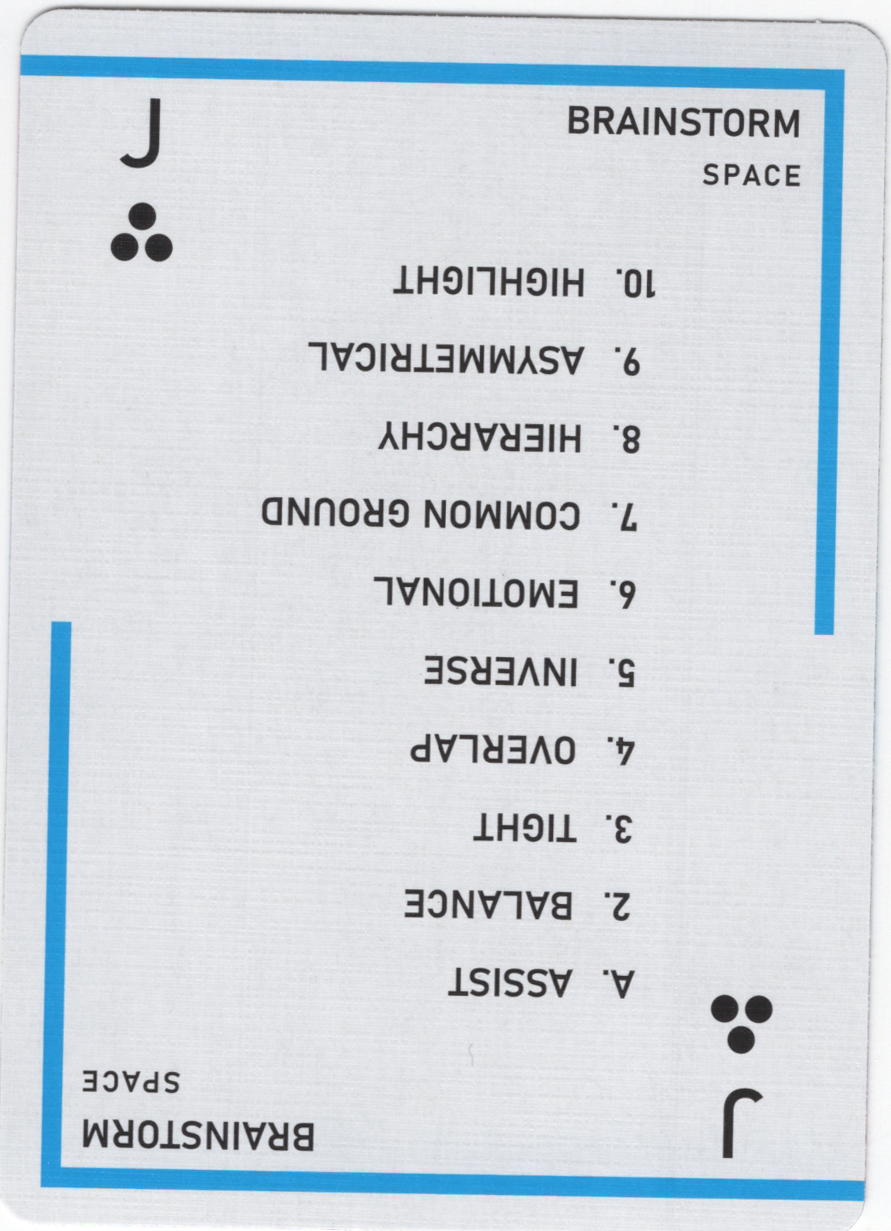 J
BRAINSTORM
SPACE
A. ASSIST
2. BALANCE
3. TIGHT
4. OVERLAP
5. INVERSE
6. EMOTIONAL
7. COMMON GROUND
8. HIERARCHY
9. ASYMMETRICAL
10. HIGHLIGHT
J
BRAINSTORM
SPACE